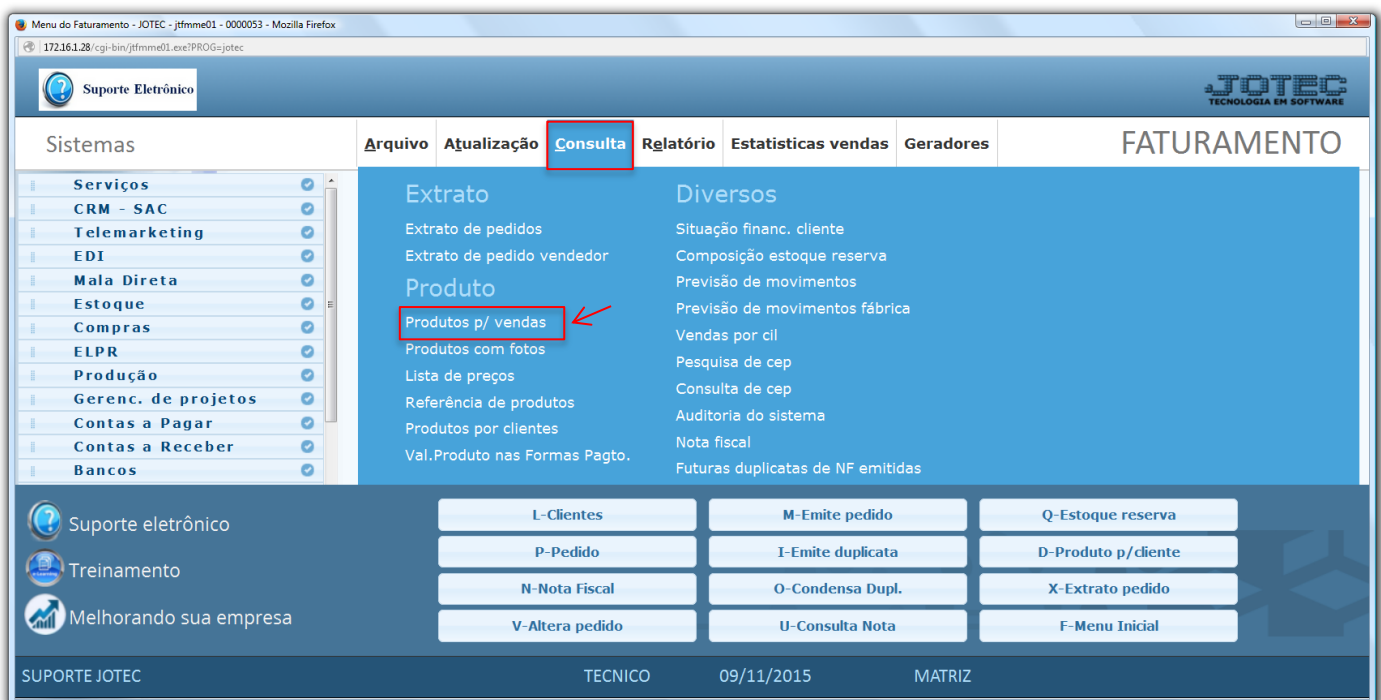 Menu do Faturamento - JOTEC - jtfmme01 - 0000053 - Mozilla Firefox
172.16.1.28/cgi-bin/jtfmme01.exe?PROG=jotec
Suporte Eletrônico
JOTEC
TECNOLOGIA EM SOFTWARE
Sistemas
Arquivo Atualização Consulta Relatório Estatisticas vendas Geradores
FATURAMENTO
Serviços
CRM - SAC
Telemarketing
EDI
Mala Direta
Estoque
Compras
ELPR
Produção
Gerenc. de projetos
Contas a Pagar
Contas a Receber
Bancos
Extrato
Extrato de pedidos
Extrato de pedido vendedor
Produto
Produtos p/ vendas
Produtos com fotos
Lista de preços
Referência de produtos
Produtos por clientes
Val.Produto nas Formas Pagto.
Diversos
Situação financ. cliente
Composição estoque reserva
Previsão de movimentos
Previsão de movimentos fábrica
Vendas por cil
Pesquisa de cep
Consulta de cep
Auditoria do sistema
Nota fiscal
Futuras duplicatas de NF emitidas
Suporte eletrônico
Treinamento
Melhorando sua empresa
L-Clientes M-Emite pedido Q-Estoque reserva
P-Pedido I-Emite duplicata D-Produto p/cliente
N-Nota Fiscal O-Condensa Dupl. X-Extrato pedido
V-Altera pedido U-Consulta Nota F-Menu Inicial
SUPORTE JOTEC TECNICO 09/11/2015 MATRIZ